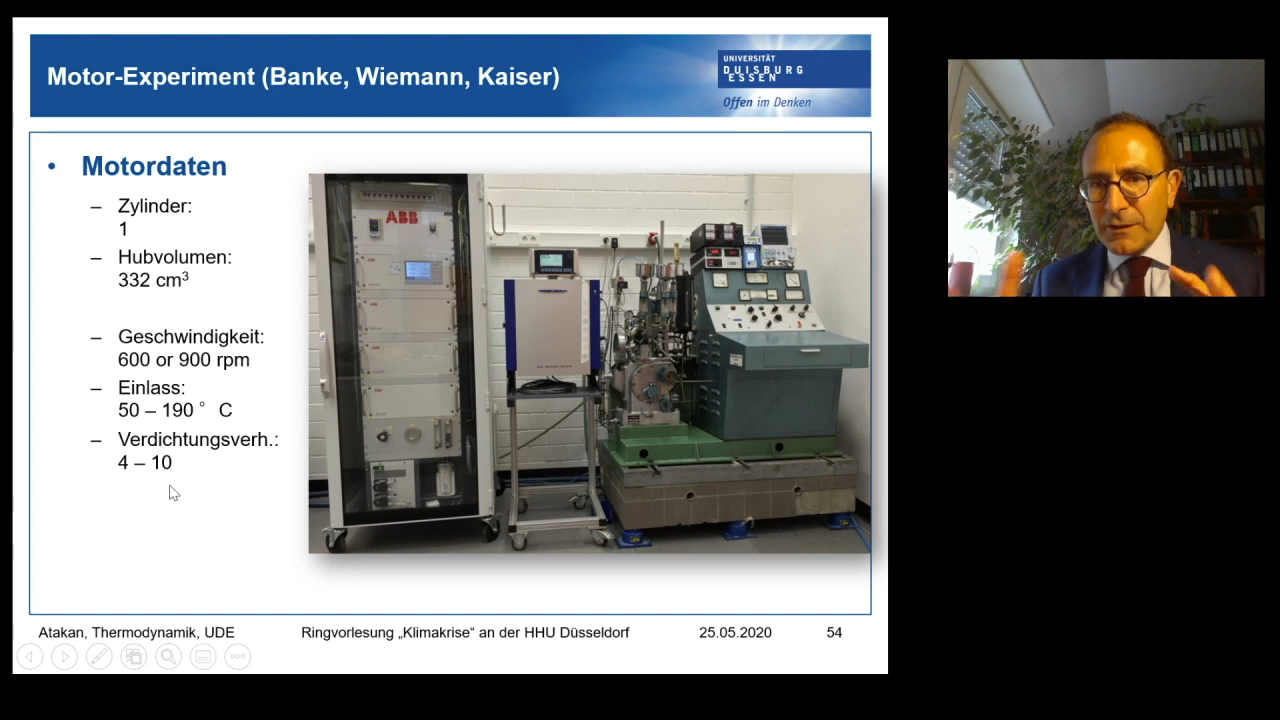 Motor-Experiment (Banke, Wiemann, Kaiser)
UNIVERSITÄT
DUISBURG
ESSEN
Offen im Denken
• Motordaten
– Zylinder:
1
– Hubvolumen:
332 cm³
– Geschwindigkeit:
600 or 900 rpm
– Einlass:
50 – 190 ° C
– Verdichtungsverh.:
4 – 10
ABB
Atakan, Thermodynamik, UDE
Ringvorlesung „Klimakrise“ an der HHU Düsseldorf
25.05.2020
54